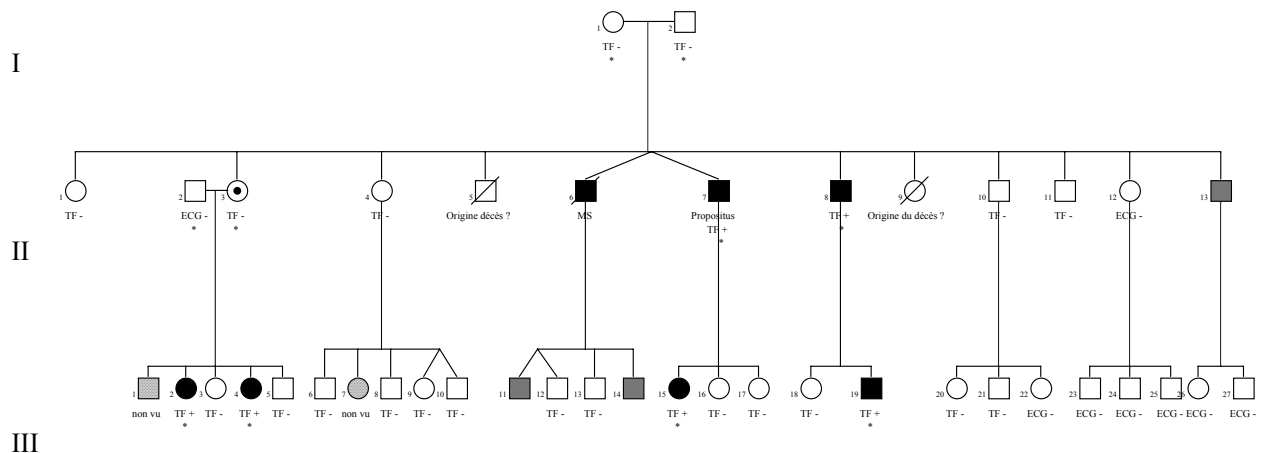 1 2
TF - TF -
* *
I
1 2 3 4 5 6 7 8 9 10 11 12 13
TF - ECG - TF - TF - Origine décès ? MS Propositus TF + Origine du décès ? TF - TF - ECG -
* * TF + *
*
II
1 2 3 4 5 6 7 8 9 10 11 12 13 14 15 16 17 18 19 20 21 22 23 24 25 26 27
non vu TF + TF - TF + TF - TF - non vu TF - TF - TF - TF - TF - TF + TF - TF - TF - TF + TF - TF - ECG - ECG - ECG - ECG - ECG - ECG -
* * * *
III